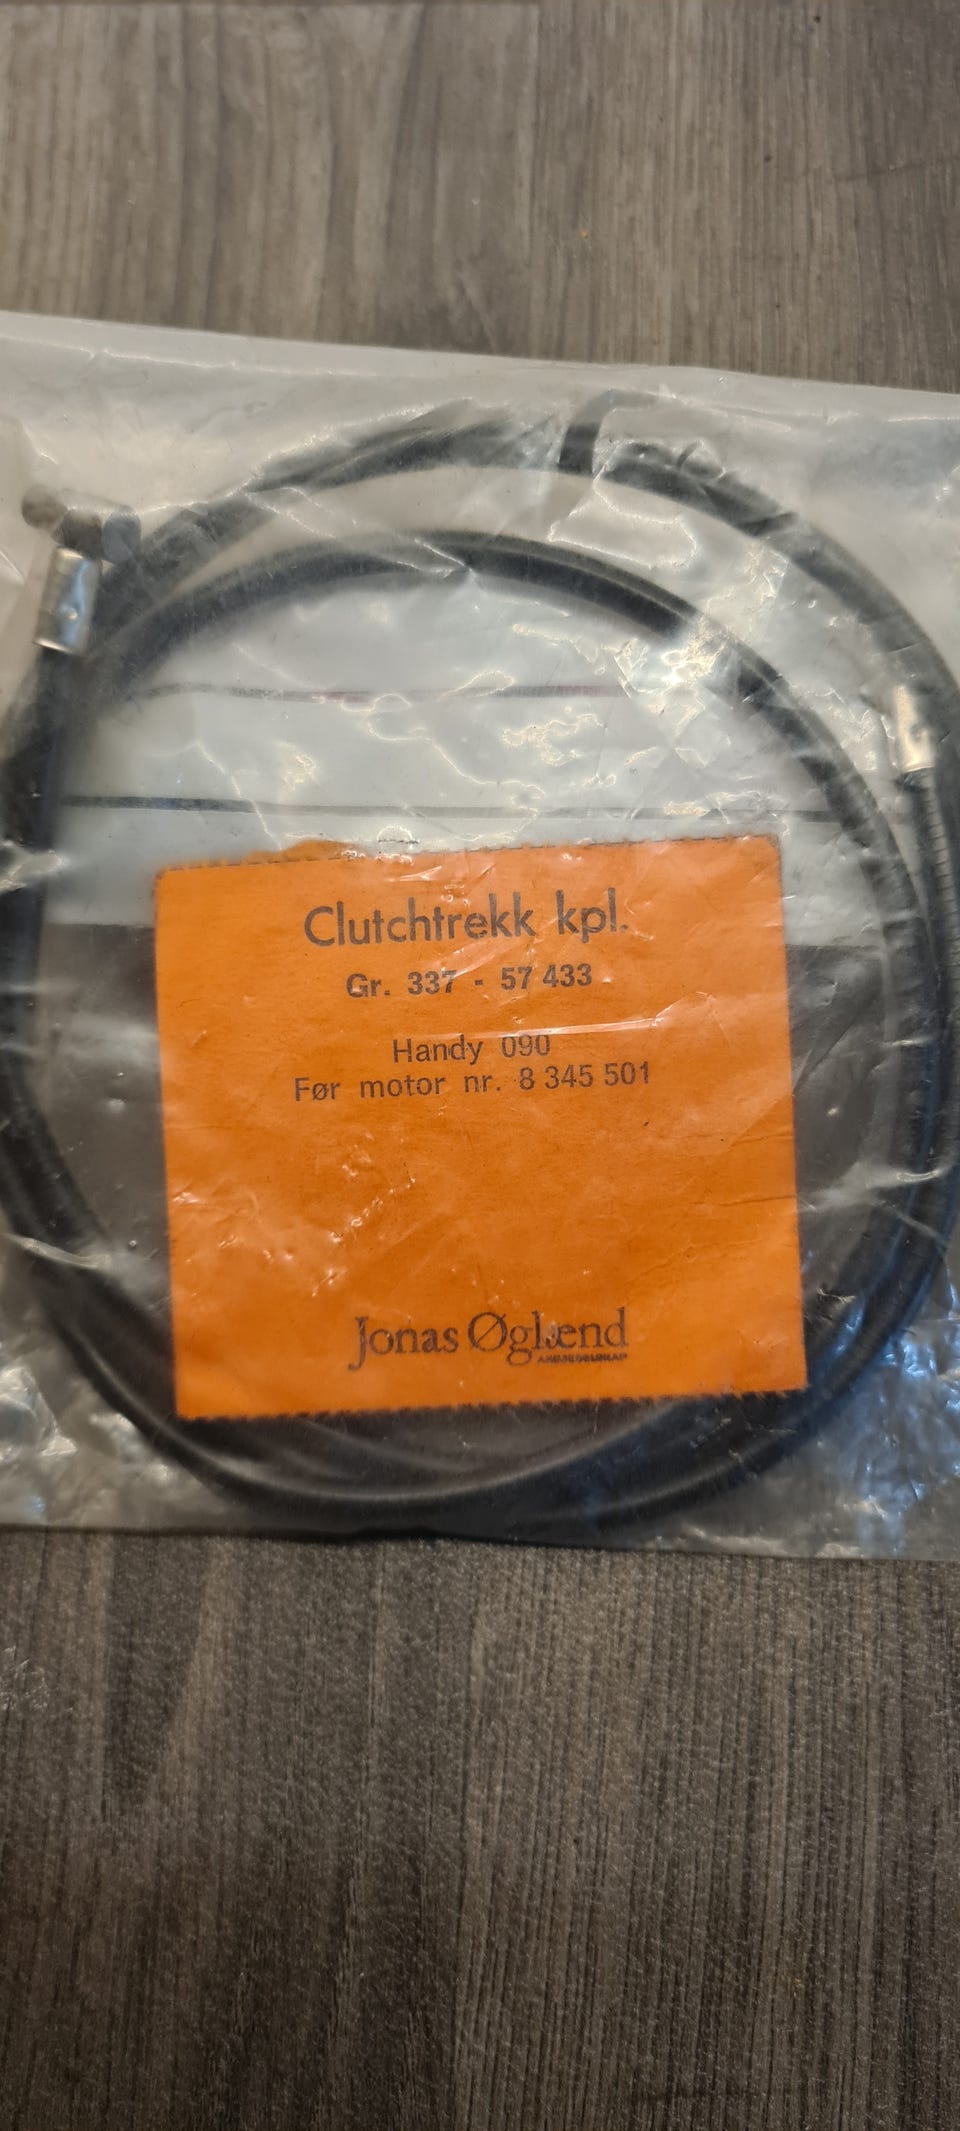 Clutchtrekk kpl.
Gr. 337 - 57 433
Handy 090
Før motor nr. 8 345 501
Jonas Øglænd